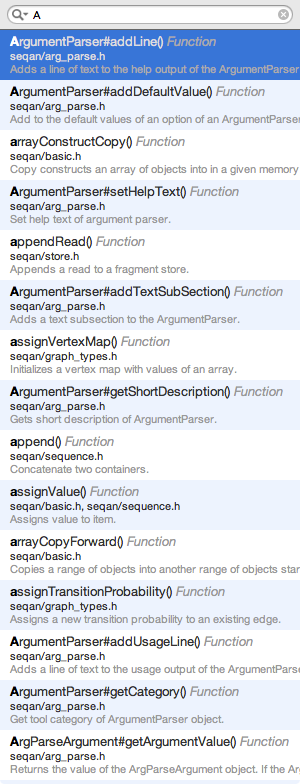 A
ArgumentParser#addLine() Function
seqan/arg_parse.h
Adds a line of text to the help output of the ArgumentParser
ArgumentParser#addDefaultValue() Function
seqan/arg_parse.h
Add to the default values of an option of an ArgumentParser
arrayConstructCopy() Function
seqan/basic.h
Copy constructs an array of objects into in a given memory
ArgumentParser#setHelpText() Function
seqan/arg_parse.h
Set help text of argument parser.
appendRead() Function
seqan/store.h
Appends a read to a fragment store.
ArgumentParser#addTextSubSection() Function
seqan/arg_parse.h
Adds a text subsection to the ArgumentParser.
assignVertexMap() Function
seqan/graph_types.h
Initializes a vertex map with values of an array.
ArgumentParser#getShortDescription() Function
seqan/arg_parse.h
Gets short description of ArgumentParser.
append() Function
seqan/sequence.h
Concatenate two containers.
assignValue() Function
seqan/basic.h, seqan/sequence.h
Assigns value to item.
arrayCopyForward() Function
seqan/basic.h
Copies a range of objects into another range of objects star
assignTransitionProbability() Function
seqan/graph_types.h
Assigns a new transition probability to an existing edge.
ArgumentParser#addUsageLine() Function
seqan/arg_parse.h
Adds a line of text to the usage output of the ArgumentParse
ArgumentParser#getCategory() Function
seqan/arg_parse.h
Get tool category of ArgumentParser object.
ArgParseArgument#getArgumentValue() Function
seqan/arg_parse.h
Returns the value of the ArgParseArgument object. If the Ar